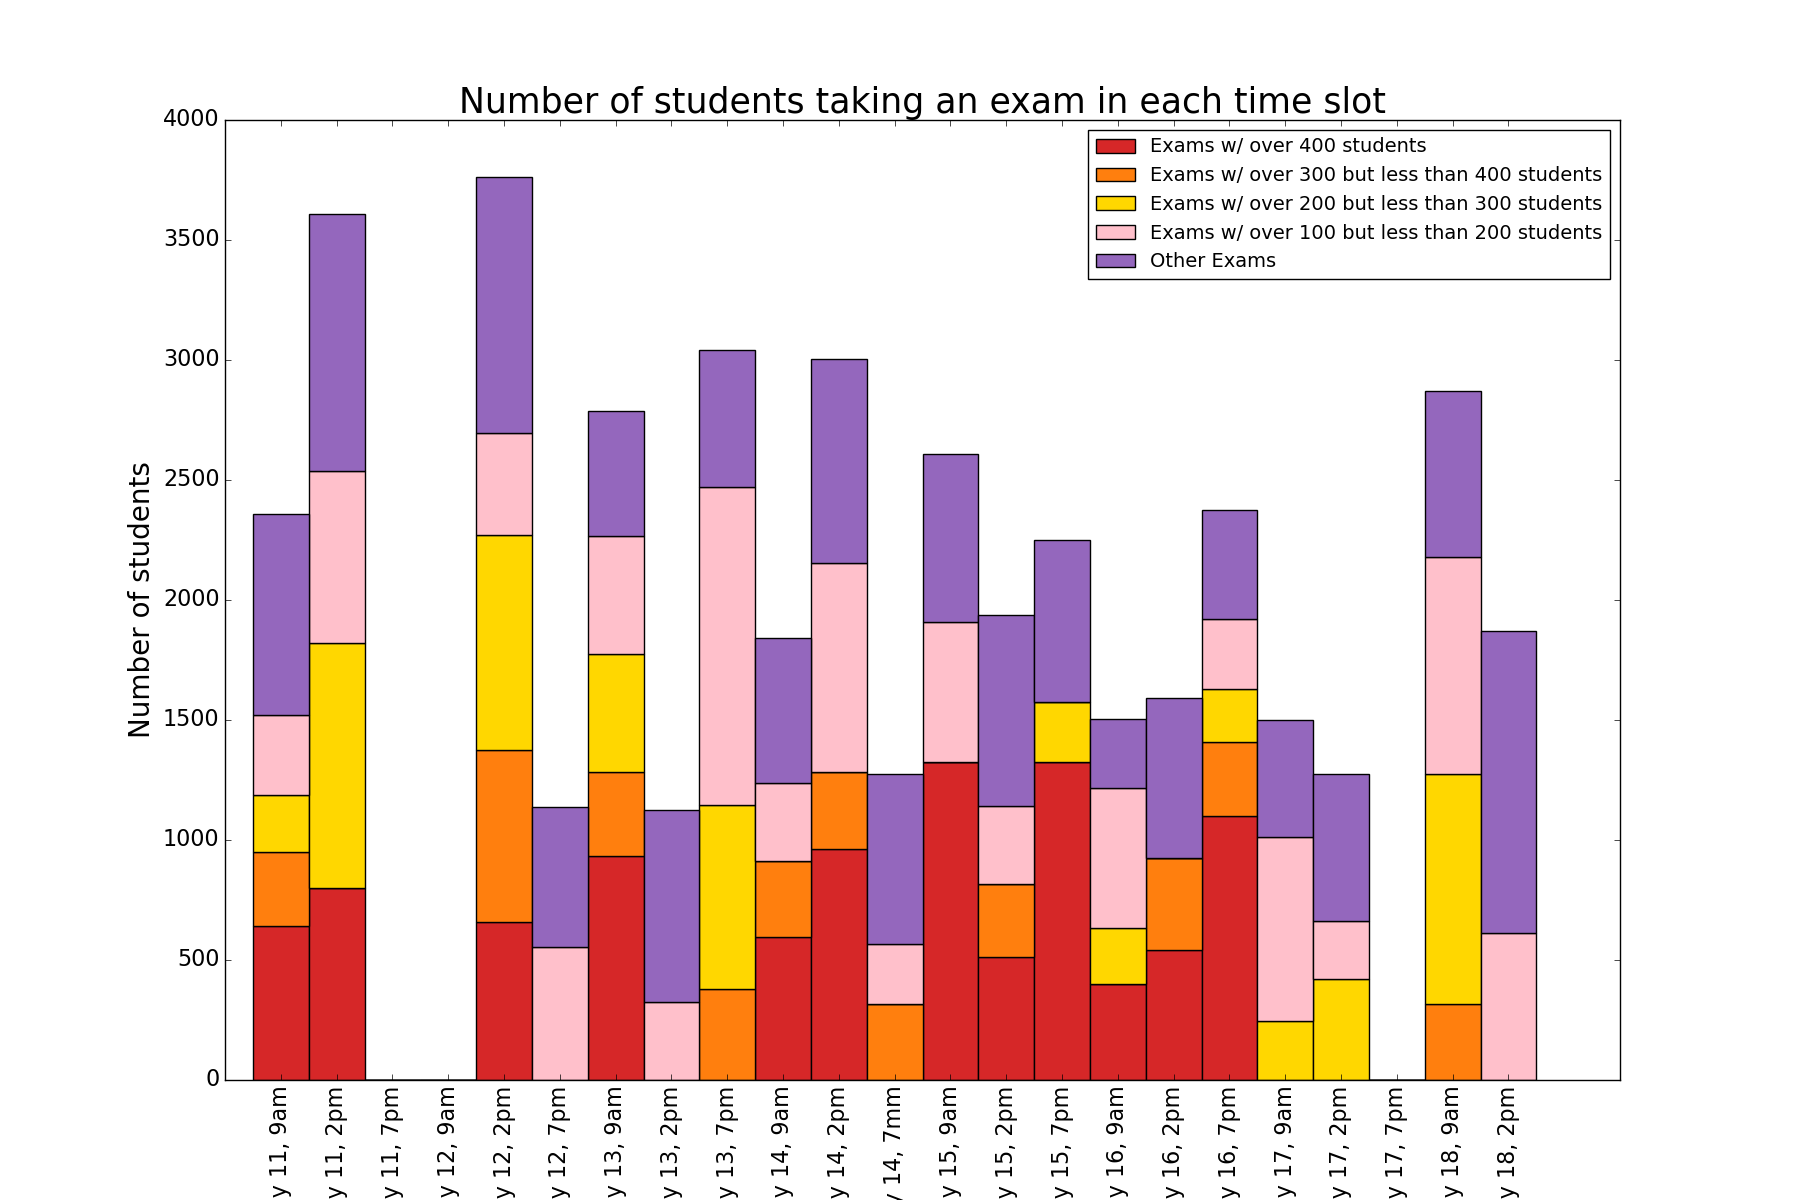 Number of students taking an exam in each time slot
Number of students
4000
3500
3000
2500
2000
1500
1000
500
0
Exams w/ over 400 students
Exams w/ over 300 but less than 400 students
Exams w/ over 200 but less than 300 students
Exams w/ over 100 but less than 200 students
Other Exams
y 11, 9am
y 11, 2pm
y 11, 7pm
y 12, 9am
y 12, 2pm
y 12, 7pm
y 13, 9am
y 13, 2pm
y 13, 7pm
y 14, 9am
y 14, 2pm
y 14, 7mm
y 15, 9am
y 15, 2pm
y 15, 7pm
y 16, 9am
y 16, 2pm
y 16, 7pm
y 17, 9am
y 17, 2pm
y 17, 7pm
y 18, 9am
y 18, 2pm